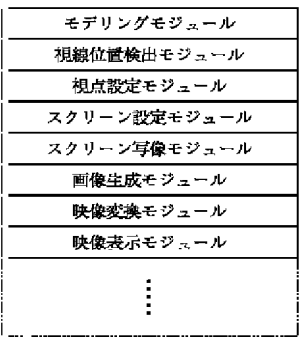 モデリングモジュール
視線位置検出モジュール
視点設定モジュール
スクリーン設定モジュール
スクリーン写像モジュール
画像生成モジュール
映像変換モジュール
映像表示モジュール